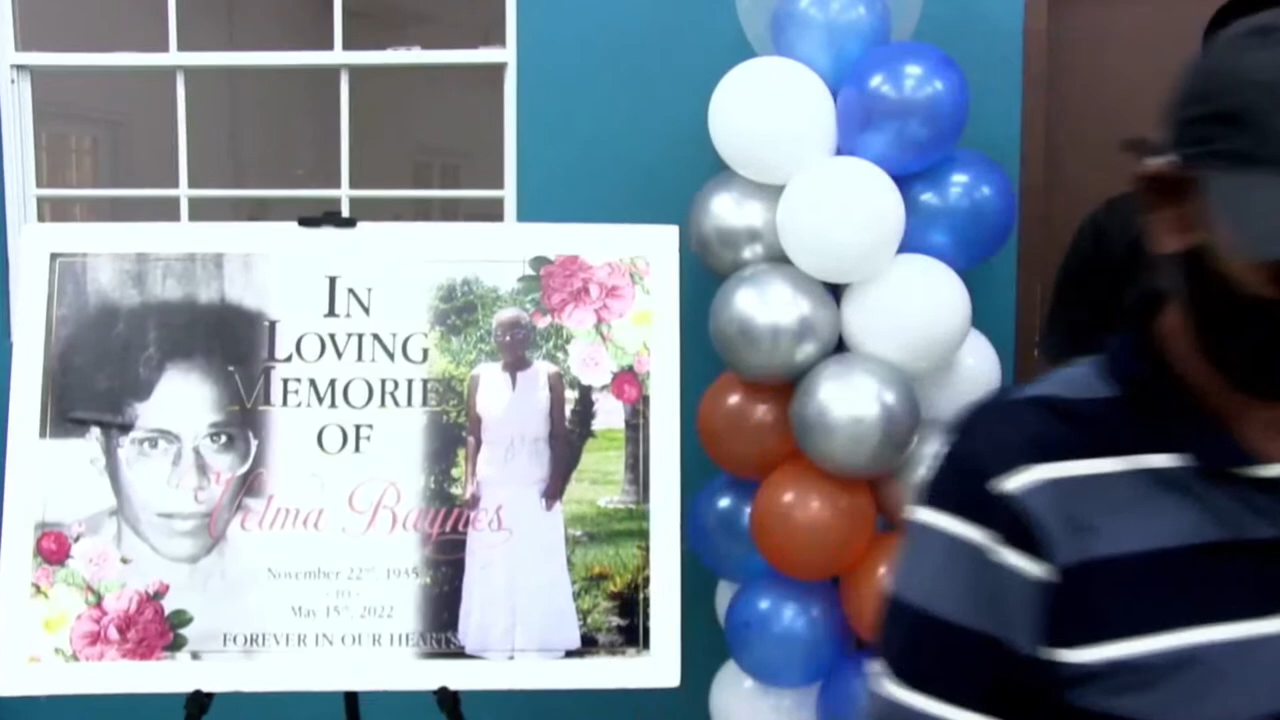 IN
LOVING
MEMORIES
OF
Velma Baynes
November 22nd, 1935
- TO -
May 15th, 2022
FOREVER IN OUR HEARTS